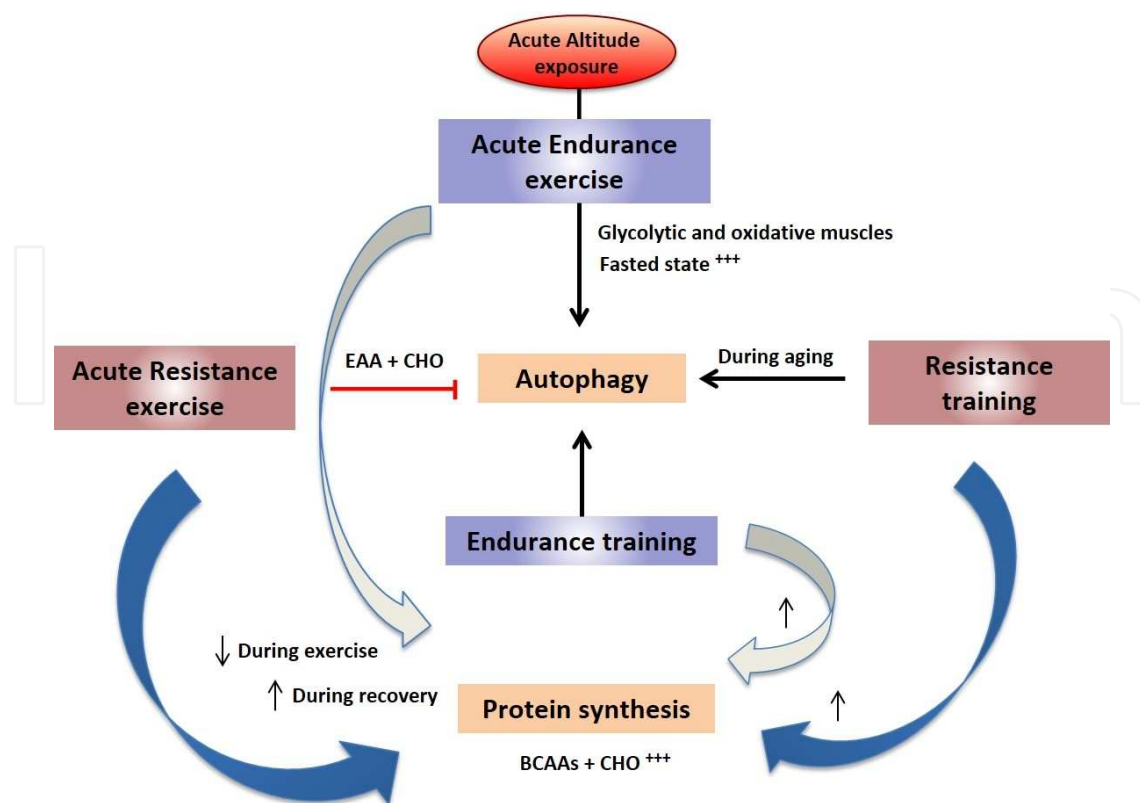 Acute Altitude
exposure
Acute Endurance
exercise
Glycolytic and oxidative muscles
Fasted state +++
Acute Resistance
exercise
EAA + CHO
Autophagy
During aging
Resistance
training
Endurance training
↑
↓ During exercise
↑ During recovery
Protein synthesis
↑
BCAAs + CHO +++